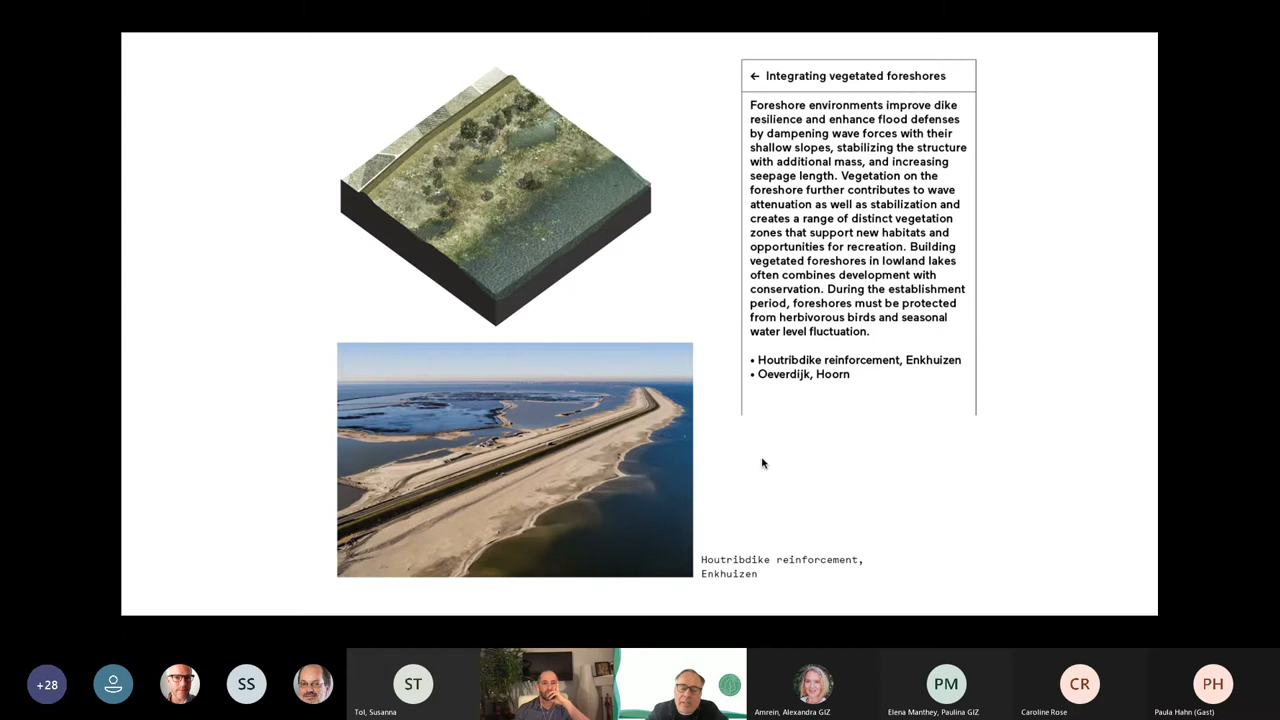 ← Integrating vegetated foreshores
Foreshore environments improve dike
resilience and enhance flood defenses
by dampening wave forces with their
shallow slopes, stabilizing the structure
with additional mass, and increasing
seepage length. Vegetation on the
foreshore further contributes to wave
attenuation as well as stabilization and
creates a range of distinct vegetation
zones that support new habitats and
opportunities for recreation. Building
vegetated foreshores in lowland lakes
often combines development with
conservation. During the establishment
period, foreshores must be protected
from herbivorous birds and seasonal
water level fluctuation.
• Houtribdike reinforcement, Enkhuizen
• Oeverdijk, Hoorn
Houtribdike reinforcement,
Enkhuizen
+28
SS
ST
PM
CR
PH
Tol, Susanna
Amrein, Alexandra GIZ
Elena Manthey, Paulina GIZ
Caroline Rose
Paula Hahn (Gast)